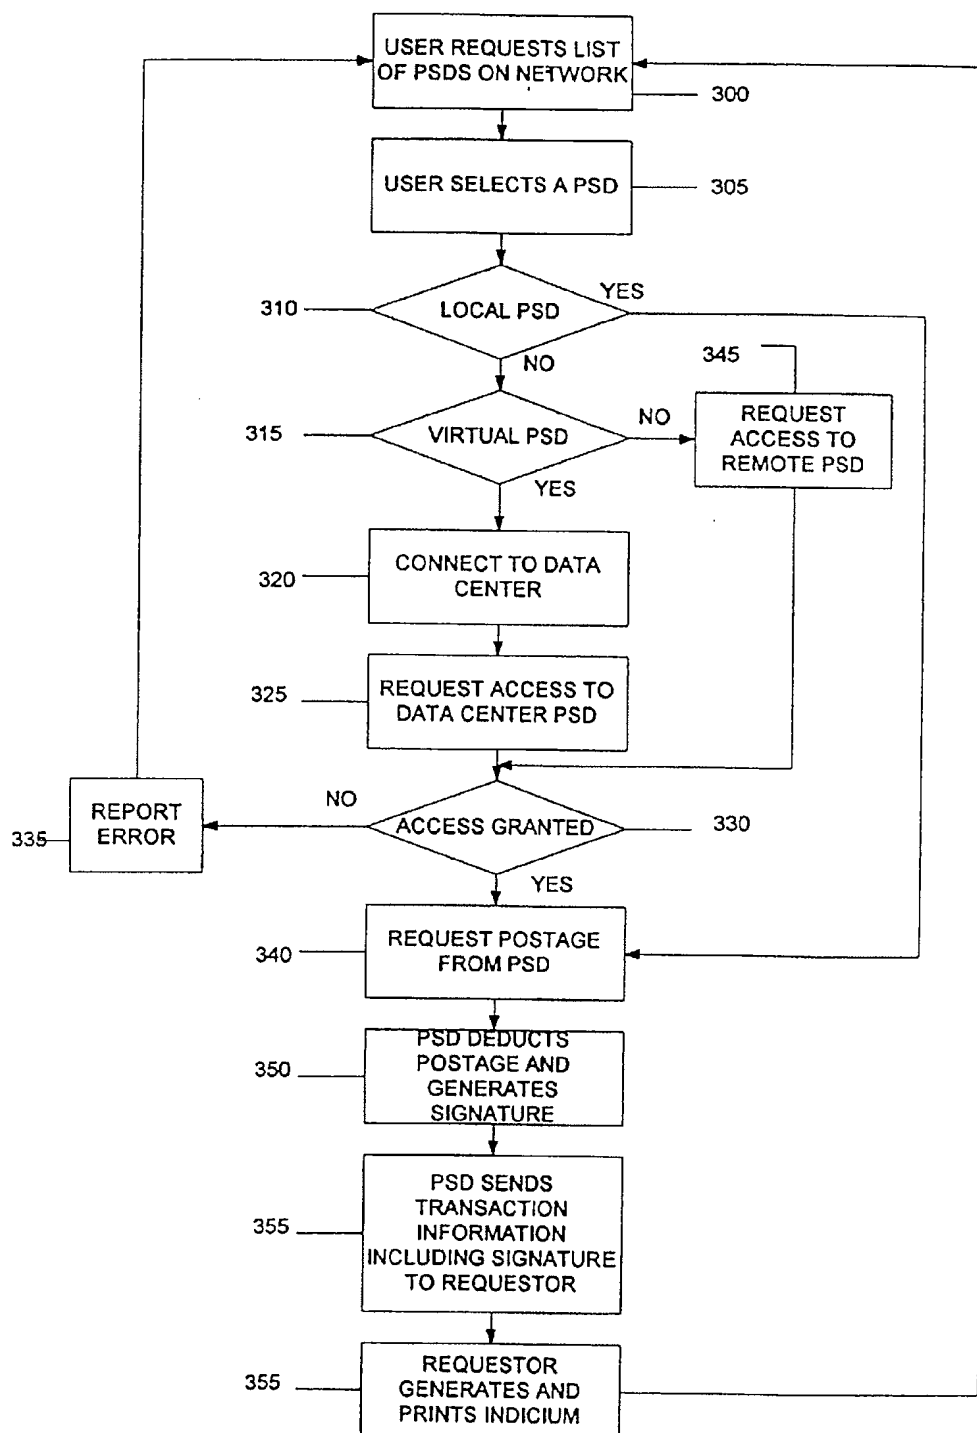 USER REQUESTS LIST
OF PSDS ON NETWORK
300
USER SELECTS A PSD
305
310
LOCAL PSD
YES
NO
345
315
VIRTUAL PSD
NO
REQUEST
ACCESS TO
REMOTE PSD
YES
320
CONNECT TO DATA
CENTER
325
REQUEST ACCESS TO
DATA CENTER PSD
REPORT
ERROR
335
NO
ACCESS GRANTED
330
YES
340
REQUEST POSTAGE
FROM PSD
350
PSD DEDUCTS
POSTAGE AND
GENERATES
SIGNATURE
355
PSD SENDS
TRANSACTION
INFORMATION
INCLUDING SIGNATURE
TO REQUESTOR
355
REQUESTOR
GENERATES AND
PRINTS INDICIUM